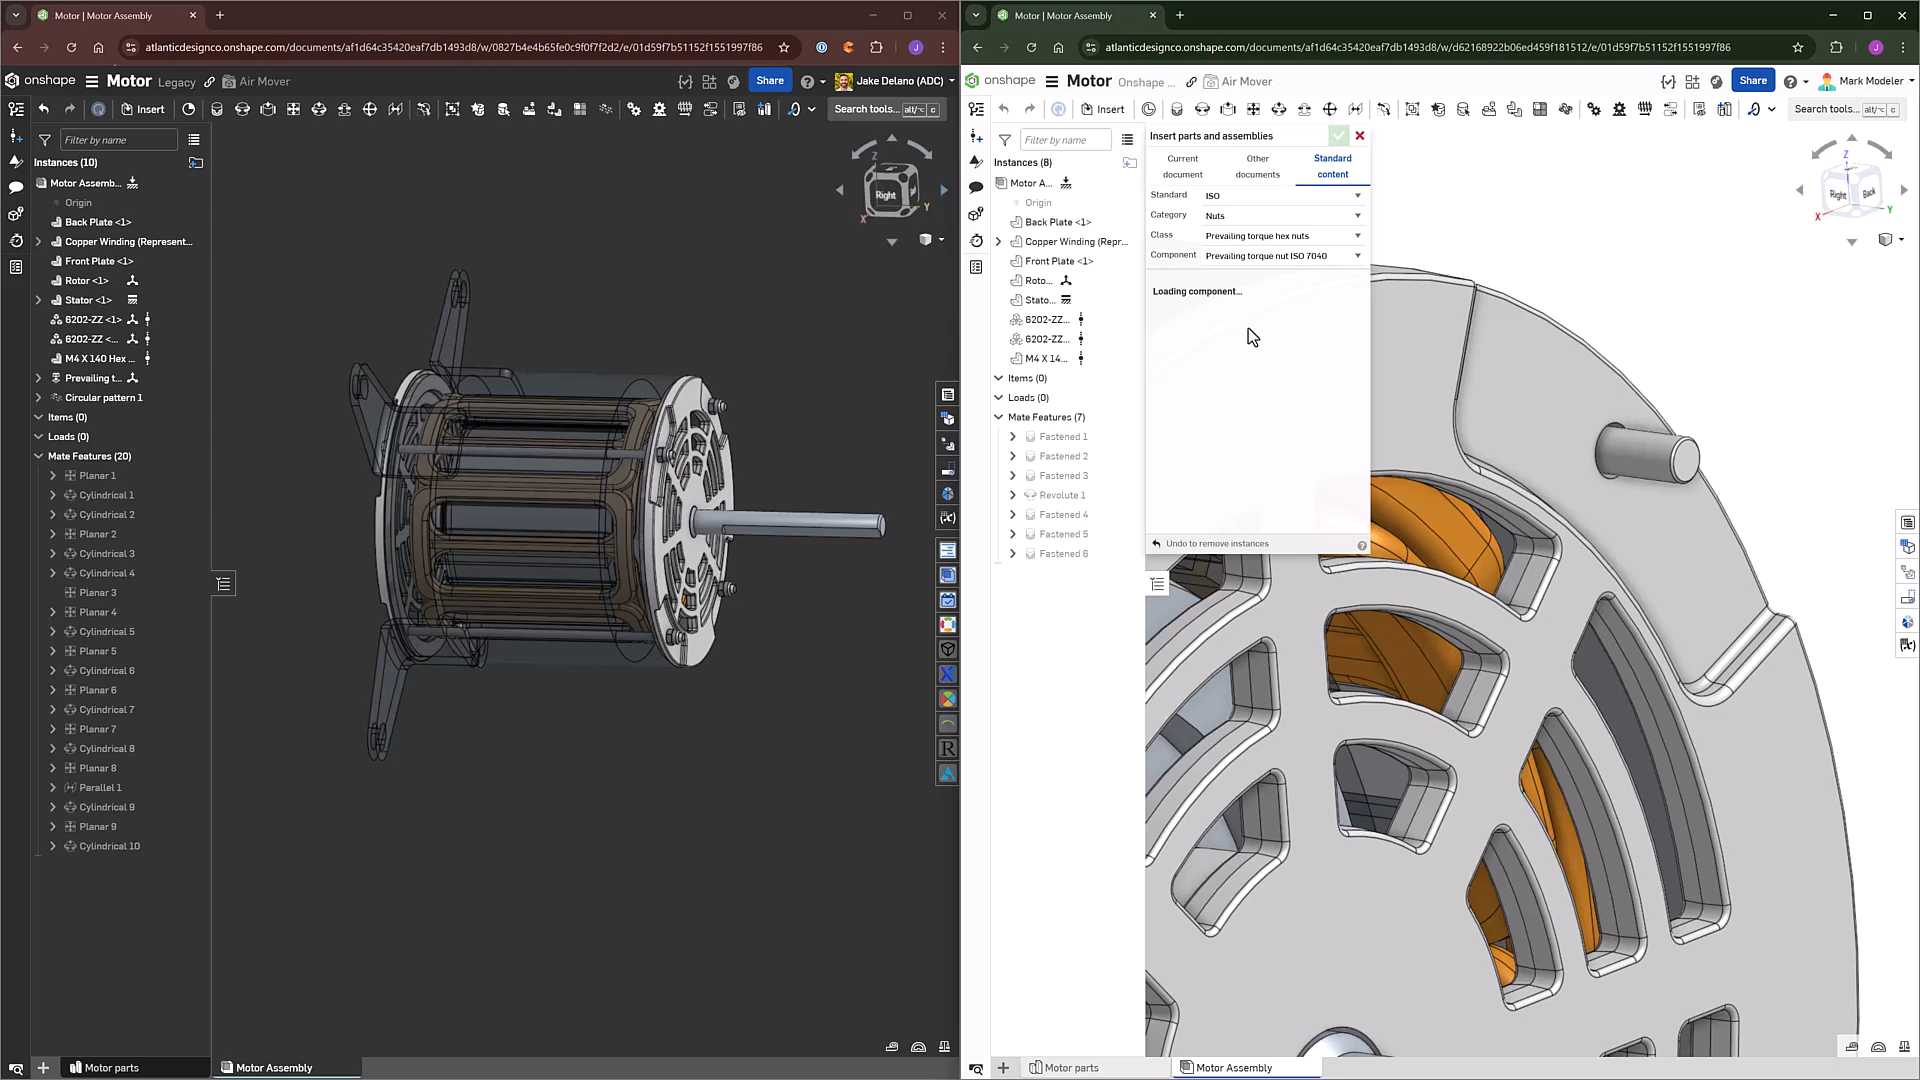 Motor | Motor Assembly
atlanticdesignco.onshape.com/documents/af1d64c35420eaf7db1493d8/w/0827b4e4b65fe0c9f0f7f2d2/e/01d59f7b51152f1551997f86
onshape Motor Legacy Air Mover Share Jake Delano (ADC)
Insert Search tools... alt/⌥ c
Filter by name
Instances (10)
Motor Assemb...
Origin
Back Plate <1>
Copper Winding (Represent...
Front Plate <1>
Rotor <1>
Stator <1>
6202-ZZ <1>
6202-ZZ <...
M4 X 140 Hex ...
Prevailing t...
Circular pattern 1
Items (0)
Loads (0)
Mate Features (20)
Planar 1
Cylindrical 1
Cylindrical 2
Planar 2
Cylindrical 3
Cylindrical 4
Planar 3
Planar 4
Cylindrical 5
Planar 5
Cylindrical 6
Planar 6
Cylindrical 7
Planar 7
Cylindrical 8
Planar 8
Parallel 1
Cylindrical 9
Planar 9
Cylindrical 10
Z
Right
X
Y
Motor parts
Motor Assembly
Motor | Motor Assembly
atlanticdesignco.onshape.com/documents/af1d64c35420eaf7db1493d8/w/d62168922b06ed459f181512/e/01d59f7b51152f1551997f86
onshape Motor Onshape ... Air Mover Share Mark Modeler
Insert Search tools... alt/⌥ c
Filter by name
Instances (8)
Motor A...
Origin
Back Plate <1>
Copper Winding (Repr...
Front Plate <1>
Roto...
Stato...
6202-ZZ...
6202-ZZ...
M4 X 14...
Items (0)
Loads (0)
Mate Features (7)
Fastened 1
Fastened 2
Fastened 3
Revolute 1
Fastened 4
Fastened 5
Fastened 6
Insert parts and assemblies
Current document
Other documents
Standard content
Standard ISO
Category Nuts
Class Prevailing torque hex nuts
Component Prevailing torque nut ISO 7040
Loading component...
Undo to remove instances
Z
Right
Back
X
Y
Motor parts
Motor Assembly